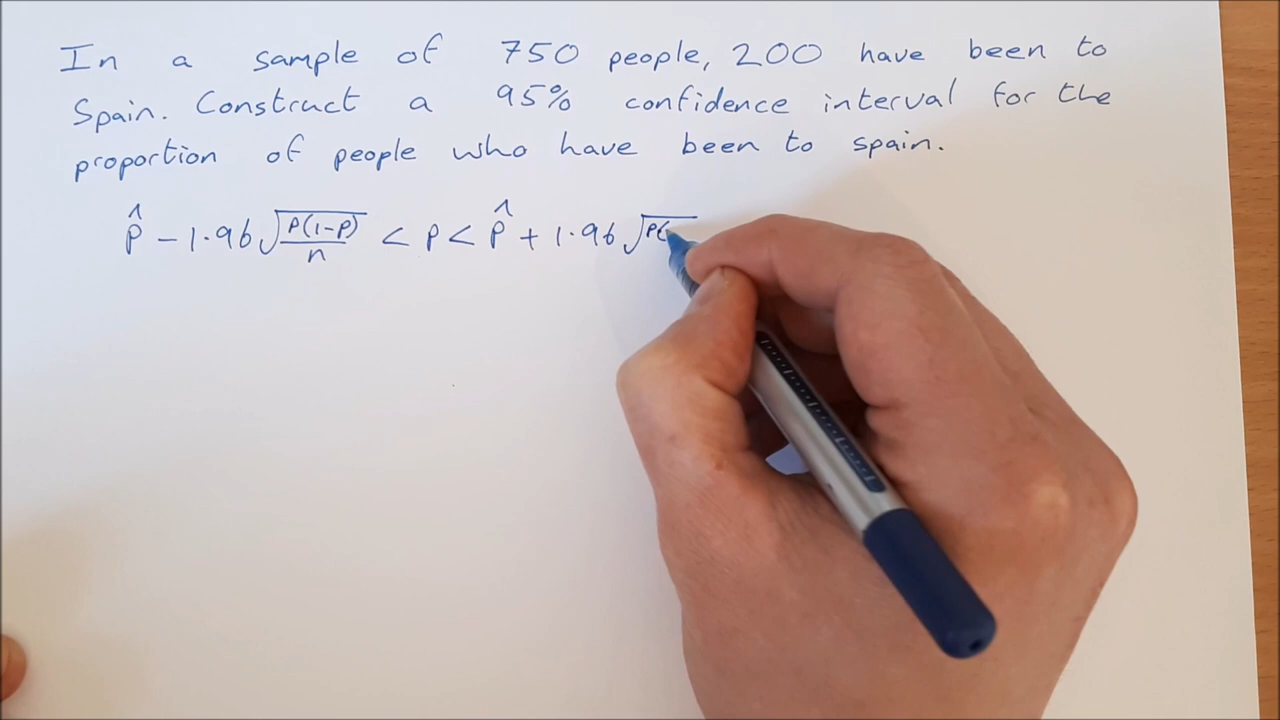 In a sample of 750 people, 200 have been to
Spain. Construct a 95% confidence interval for the
proportion of people who have been to spain.
p̂ - 1.96 √(p(1-p)/n) < p < p̂ + 1.96 √p(